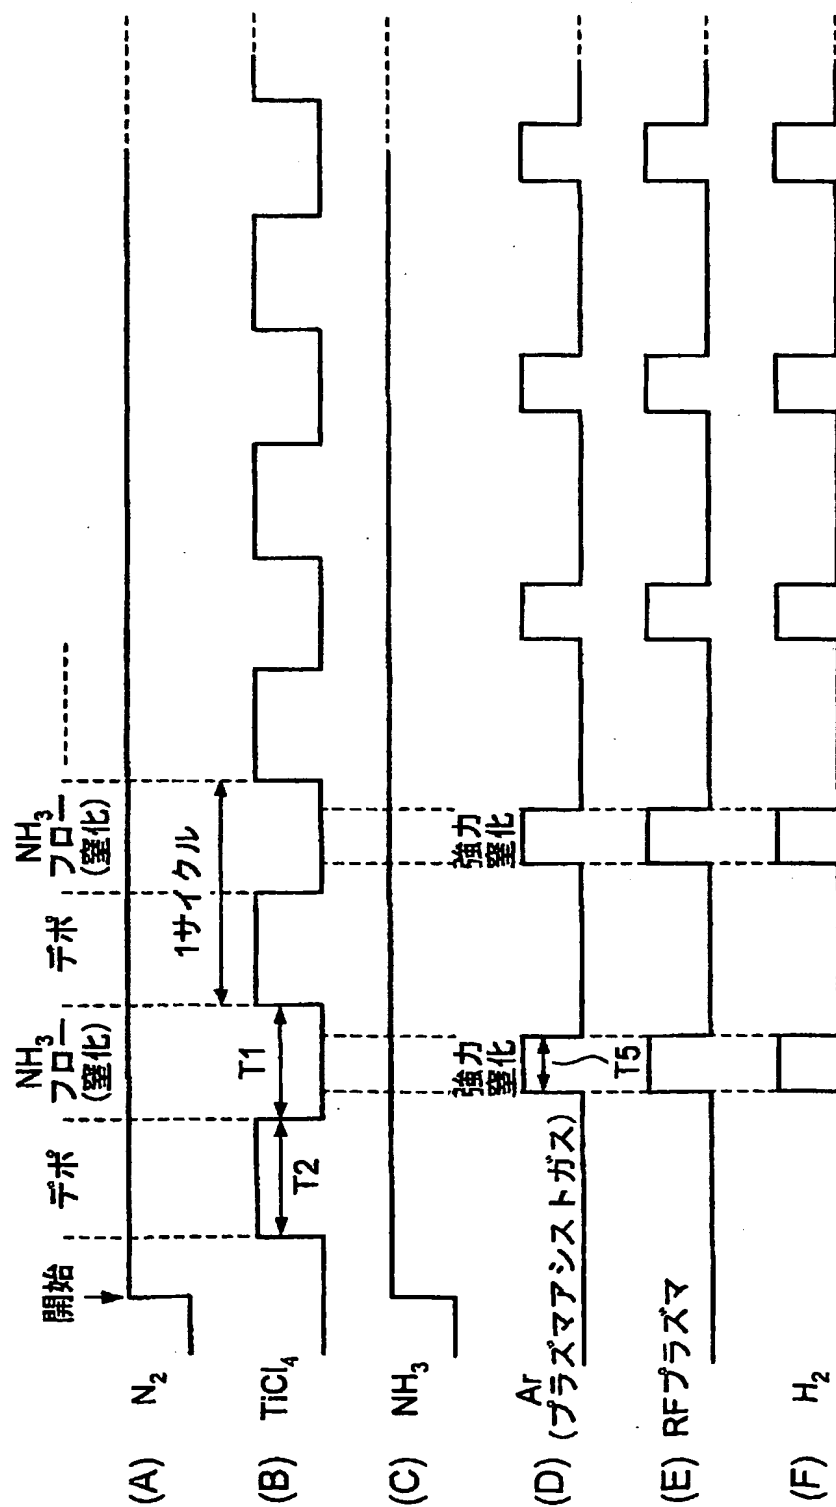 開始
デポ
NH₃
フロー
(窒化)
デポ
NH₃
フロー
(窒化)
(A) N₂
(B) TiCl₄
T2
T1
1サイクル
(C) NH₃
強力
窒化
強力
窒化
(D) Ar
(プラズマアシストガス)
T5
(E) RFプラズマ
(F) H₂